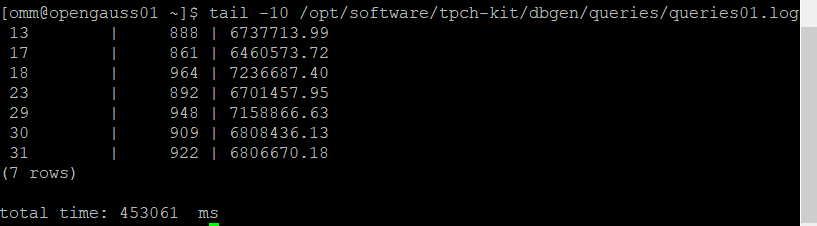 [omm@opengauss01 ~]$ tail -10 /opt/software/tpch-kit/dbgen/queries/queries01.log
 13         |      888 | 6737713.99
 17         |      861 | 6460573.72
 18         |      964 | 7236687.40
 23         |      892 | 6701457.95
 29         |      948 | 7158866.63
 30         |      909 | 6808436.13
 31         |      922 | 6806670.18
(7 rows)

total time: 453061  ms